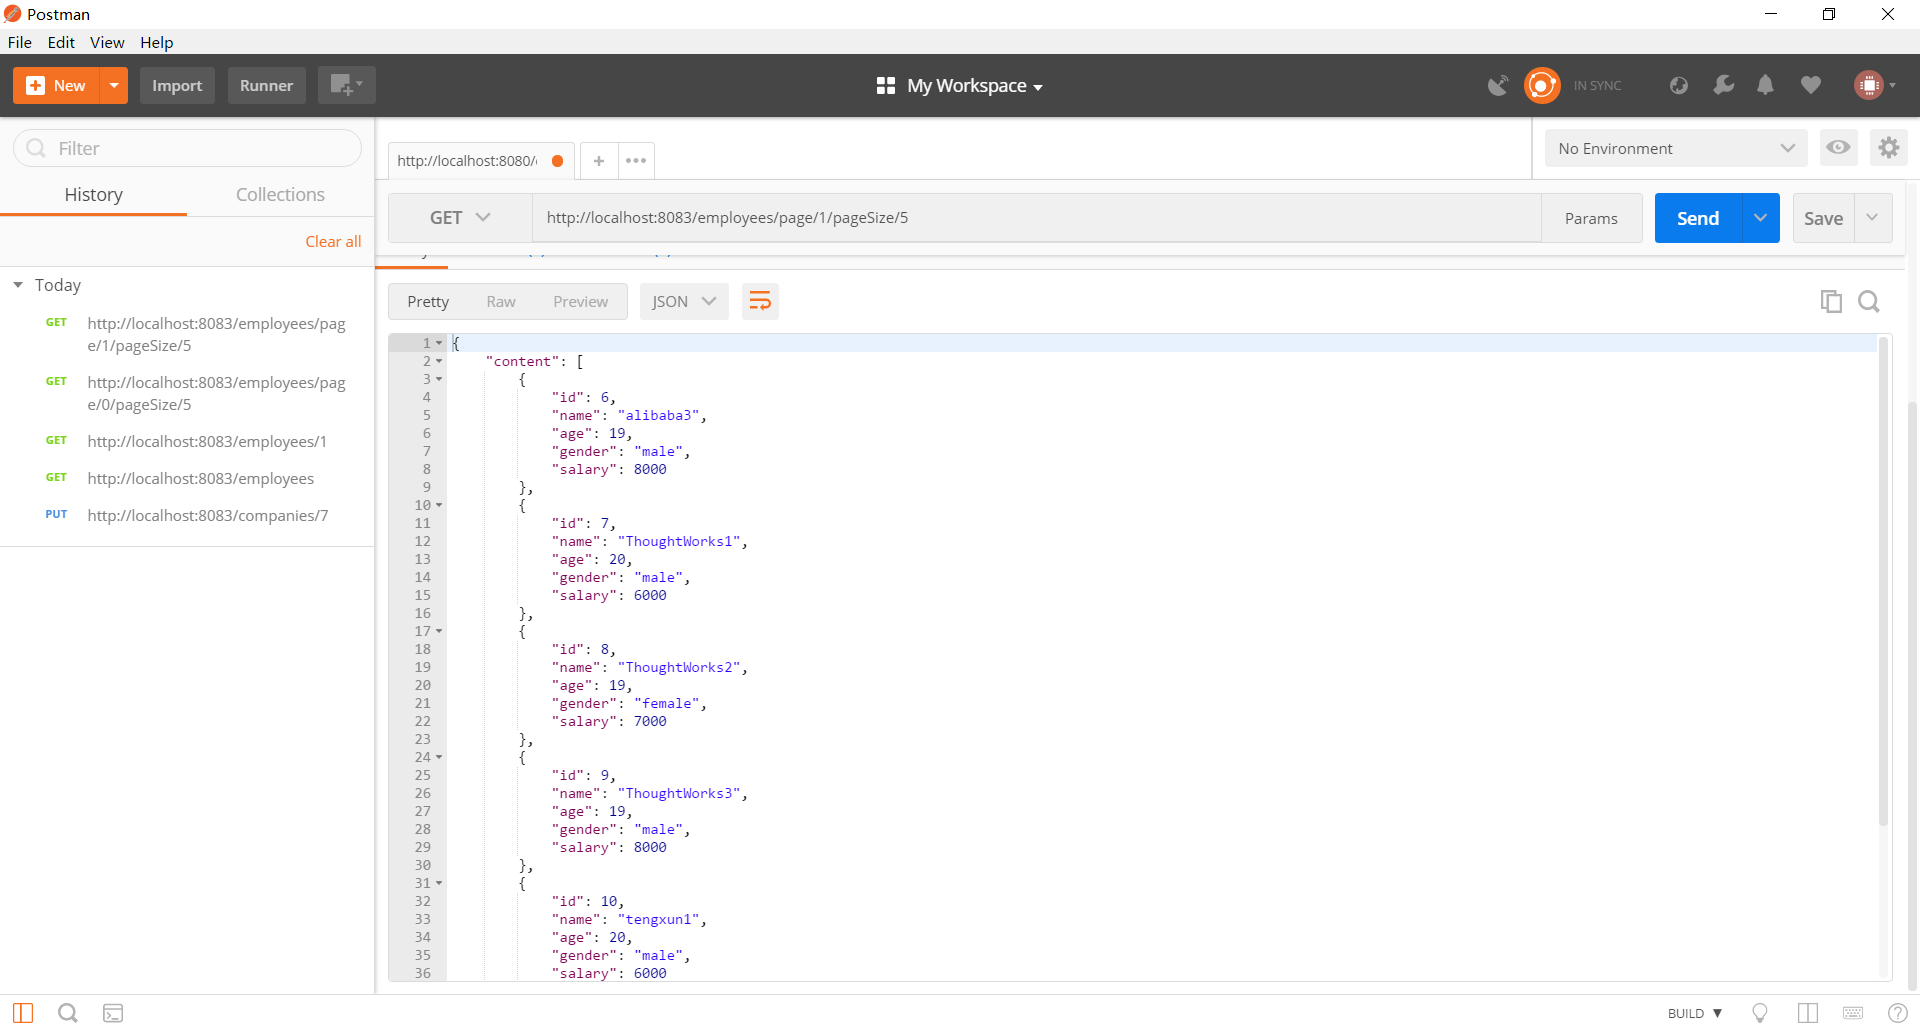 Postman
File Edit View Help
New Import Runner My Workspace IN SYNC
Filter
History Collections
Clear all
Today
GET http://localhost:8083/employees/pag
e/1/pageSize/5
GET http://localhost:8083/employees/pag
e/0/pageSize/5
GET http://localhost:8083/employees/1
GET http://localhost:8083/employees
PUT http://localhost:8083/companies/7
http://localhost:8080/ No Environment
GET http://localhost:8083/employees/page/1/pageSize/5 Params Send Save
Pretty Raw Preview JSON
1 {
2 "content": [
3 {
4 "id": 6,
5 "name": "alibaba3",
6 "age": 19,
7 "gender": "male",
8 "salary": 8000
9 },
10 {
11 "id": 7,
12 "name": "ThoughtWorks1",
13 "age": 20,
14 "gender": "male",
15 "salary": 6000
16 },
17 {
18 "id": 8,
19 "name": "ThoughtWorks2",
20 "age": 19,
21 "gender": "female",
22 "salary": 7000
23 },
24 {
25 "id": 9,
26 "name": "ThoughtWorks3",
27 "age": 19,
28 "gender": "male",
29 "salary": 8000
30 },
31 {
32 "id": 10,
33 "name": "tengxun1",
34 "age": 20,
35 "gender": "male",
36 "salary": 6000
BUILD